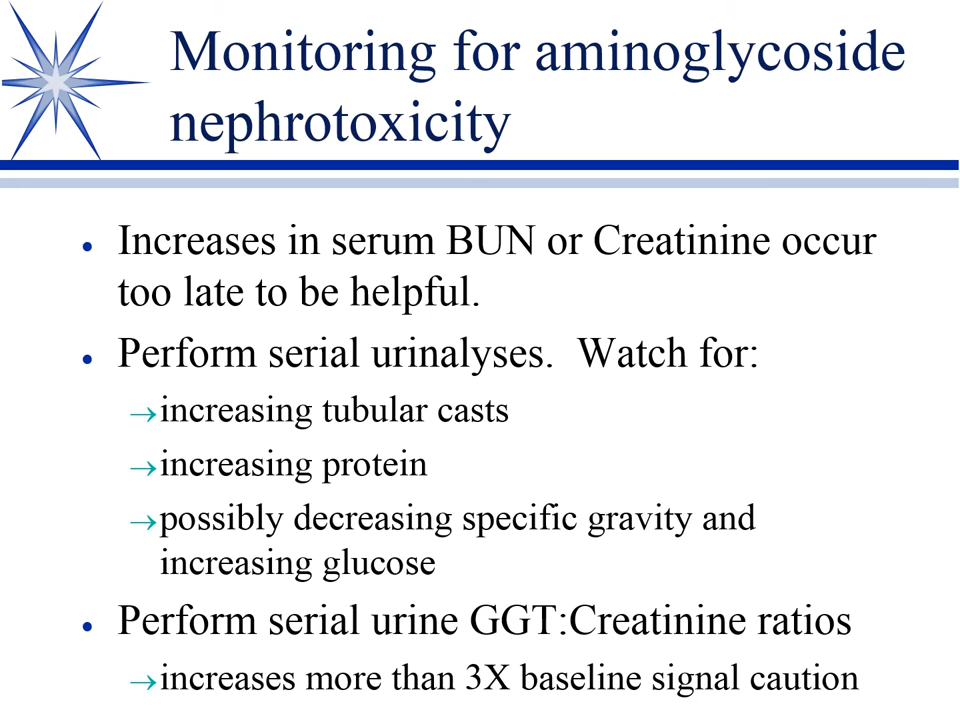 Monitoring for aminoglycoside
nephrotoxicity
• Increases in serum BUN or Creatinine occur
too late to be helpful.
• Perform serial urinalyses.  Watch for:
→increasing tubular casts
→increasing protein
→possibly decreasing specific gravity and
increasing glucose
• Perform serial urine GGT:Creatinine ratios
→increases more than 3X baseline signal caution